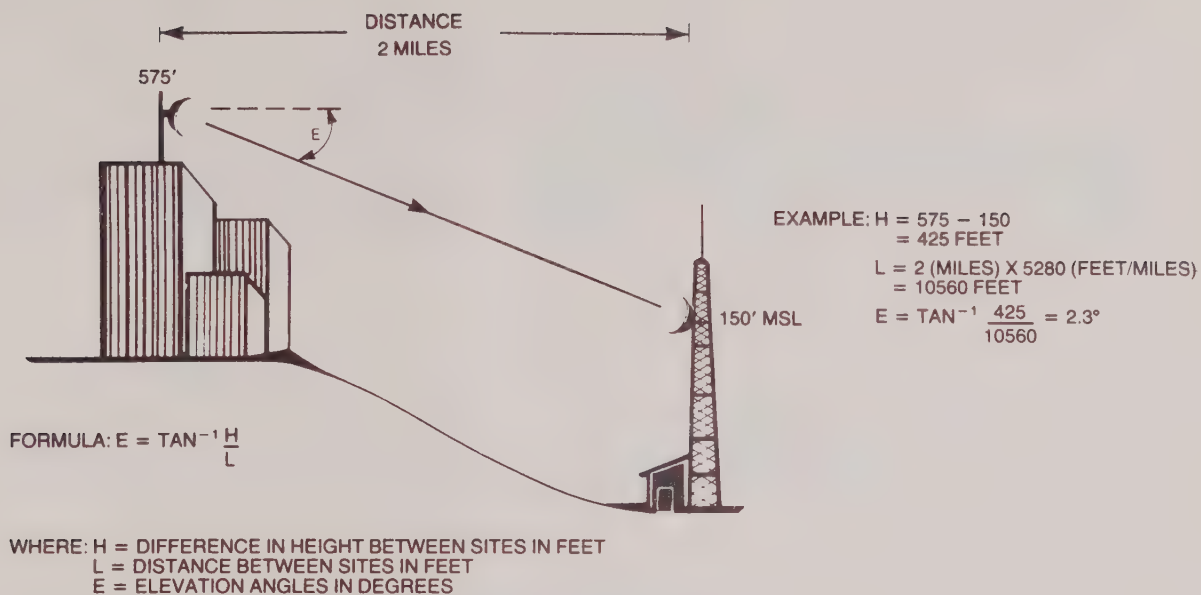 DISTANCE
2 MILES
575'
E
EXAMPLE: H = 575 – 150
= 425 FEET
L = 2 (MILES) X 5280 (FEET/MILES)
= 10560 FEET
150' MSL
E = TAN⁻¹ 425/10560 = 2.3°
FORMULA: E = TAN⁻¹ H/L
WHERE: H = DIFFERENCE IN HEIGHT BETWEEN SITES IN FEET
L = DISTANCE BETWEEN SITES IN FEET
E = ELEVATION ANGLES IN DEGREES